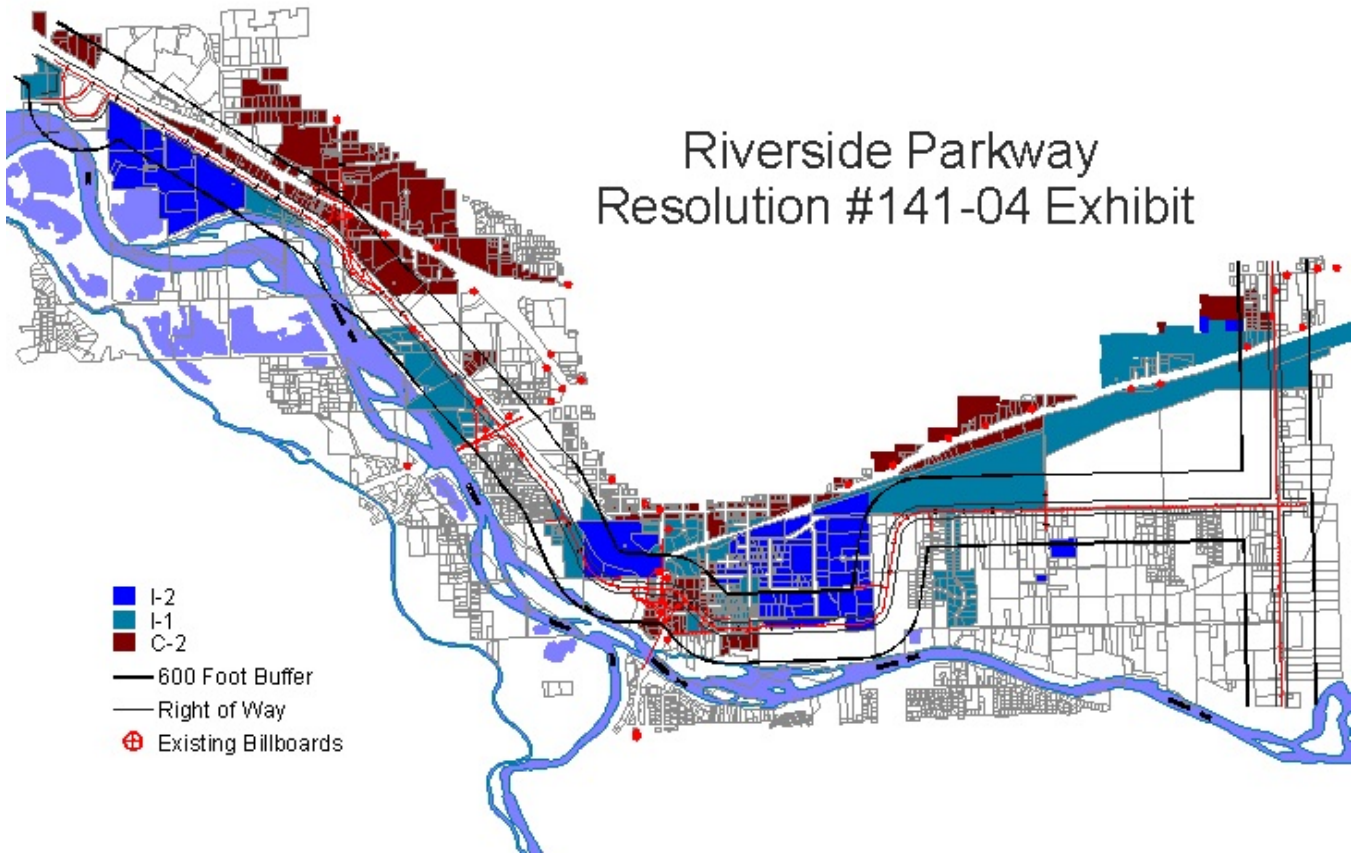 Riverside Parkway
Resolution #141-04 Exhibit
I-2
I-1
C-2
600 Foot Buffer
Right of Way
Existing Billboards